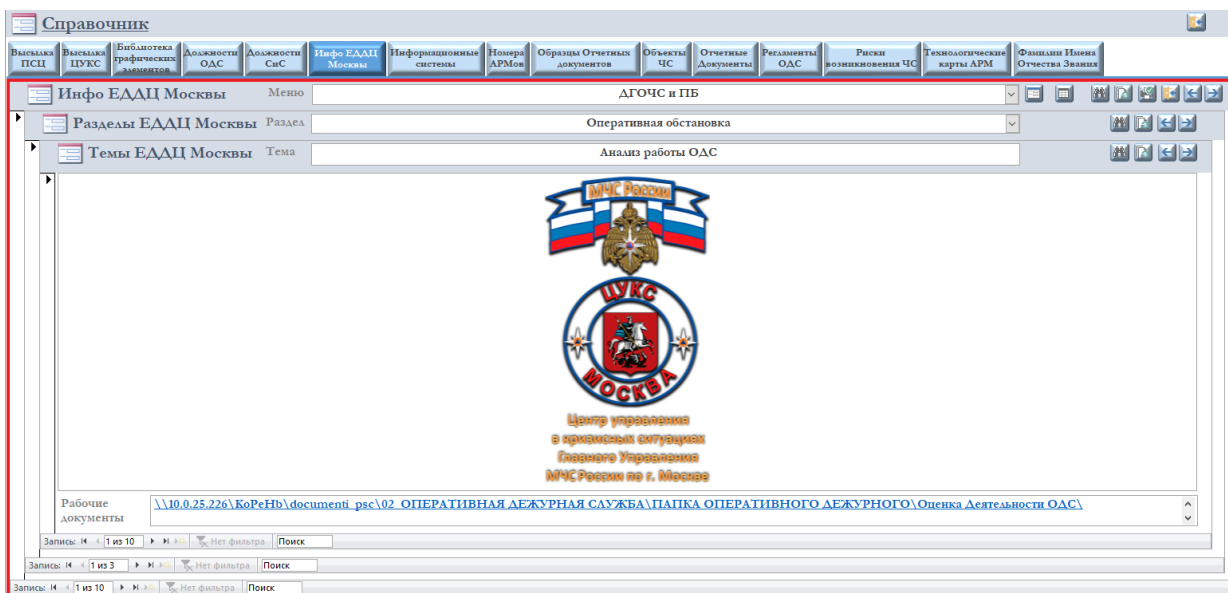 Справочник
Высылка ПСЦ
Высылка ЦУКС
Библиотека графических элементов
Должности ОДС
Должности СиС
Инфо ЕДДЦ Москвы
Информационные системы
Номера АРМов
Образцы Отчетных документов
Объекты ЧС
Отчетные Документы
Регламенты ОДС
Риски возникновения ЧС
Технологические карты АРМ
Фамилии Имена Отчества Звания
Инфо ЕДДЦ Москвы Меню ДГОЧС и ПБ
Разделы ЕДДЦ Москвы Раздел Оперативная обстановка
Темы ЕДДЦ Москвы Тема Анализ работы ОДС
МЧС России
ЦУКС
МОСКВА
Центр управления
в кризисных ситуациях
Главного Управления
МЧС России по г. Москве
Рабочие
документы
\\10.0.25.226\КоРеНЬ\documenti_psc\02_ОПЕРАТИВНАЯ ДЕЖУРНАЯ СЛУЖБА\ПАПКА ОПЕРАТИВНОГО ДЕЖУРНОГО\Оценка Деятельности ОДС\
Запись: 1 из 10 Нет фильтра Поиск
Запись: 1 из 3 Нет фильтра Поиск
Запись: 1 из 10 Нет фильтра Поиск